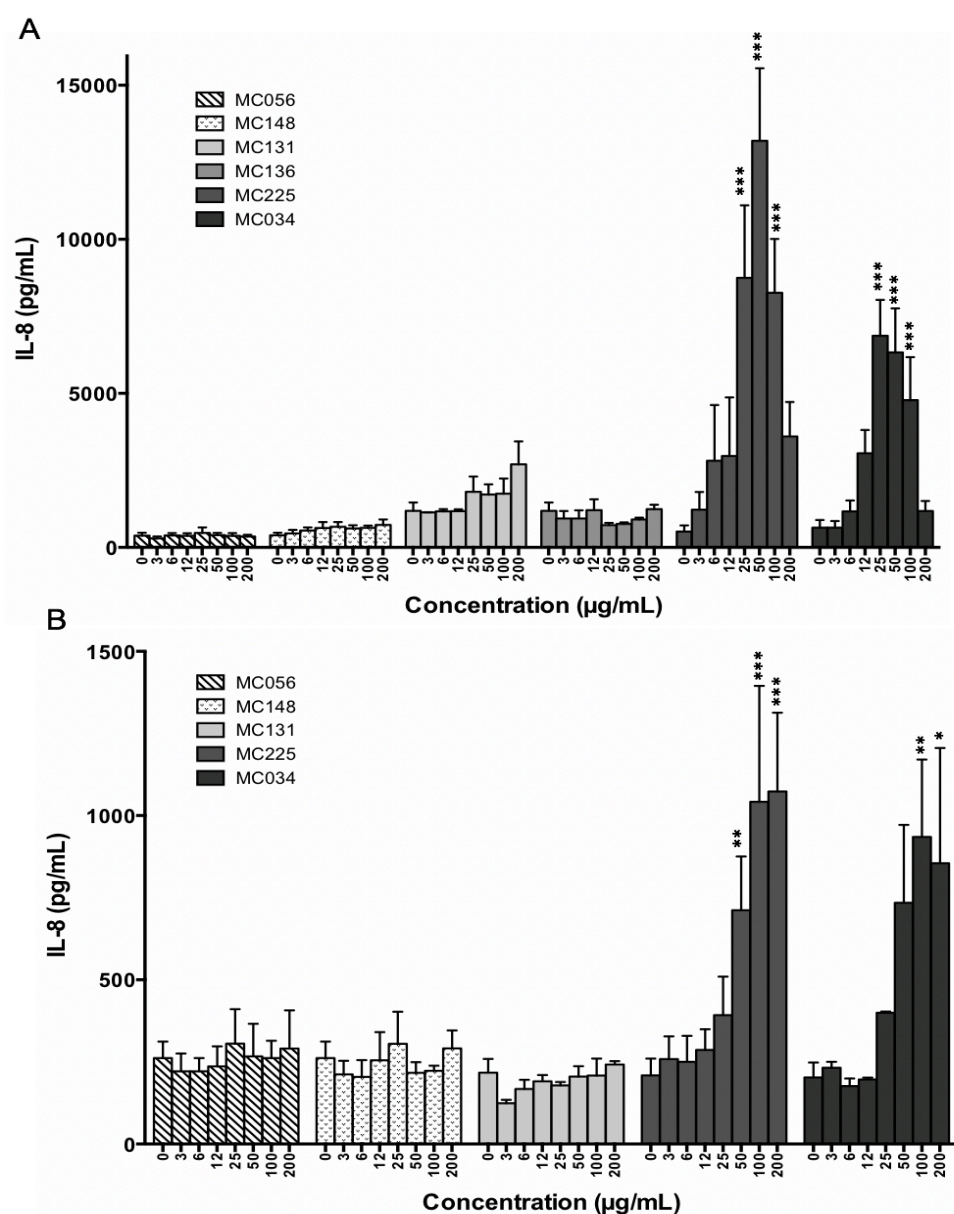 A
15000
10000
5000
0
IL-8 (pg/mL)
MC056
MC148
MC131
MC136
MC225
MC034
*** *** ***
*** *** ***
0 3 6 12 25 50 100 200 0 3 6 12 25 50 100 200 0 3 6 12 25 50 100 200 0 3 6 12 25 50 100 200 0 3 6 12 25 50 100 200 0 3 6 12 25 50 100 200
Concentration (µg/mL)
B
1500
1000
500
0
IL-8 (pg/mL)
MC056
MC148
MC131
MC225
MC034
** *** ***
** *
0 3 6 12 25 50 100 200 0 3 6 12 25 50 100 200 0 3 6 12 25 50 100 200 0 3 6 12 25 50 100 200 0 3 6 12 25 50 100 200
Concentration (µg/mL)